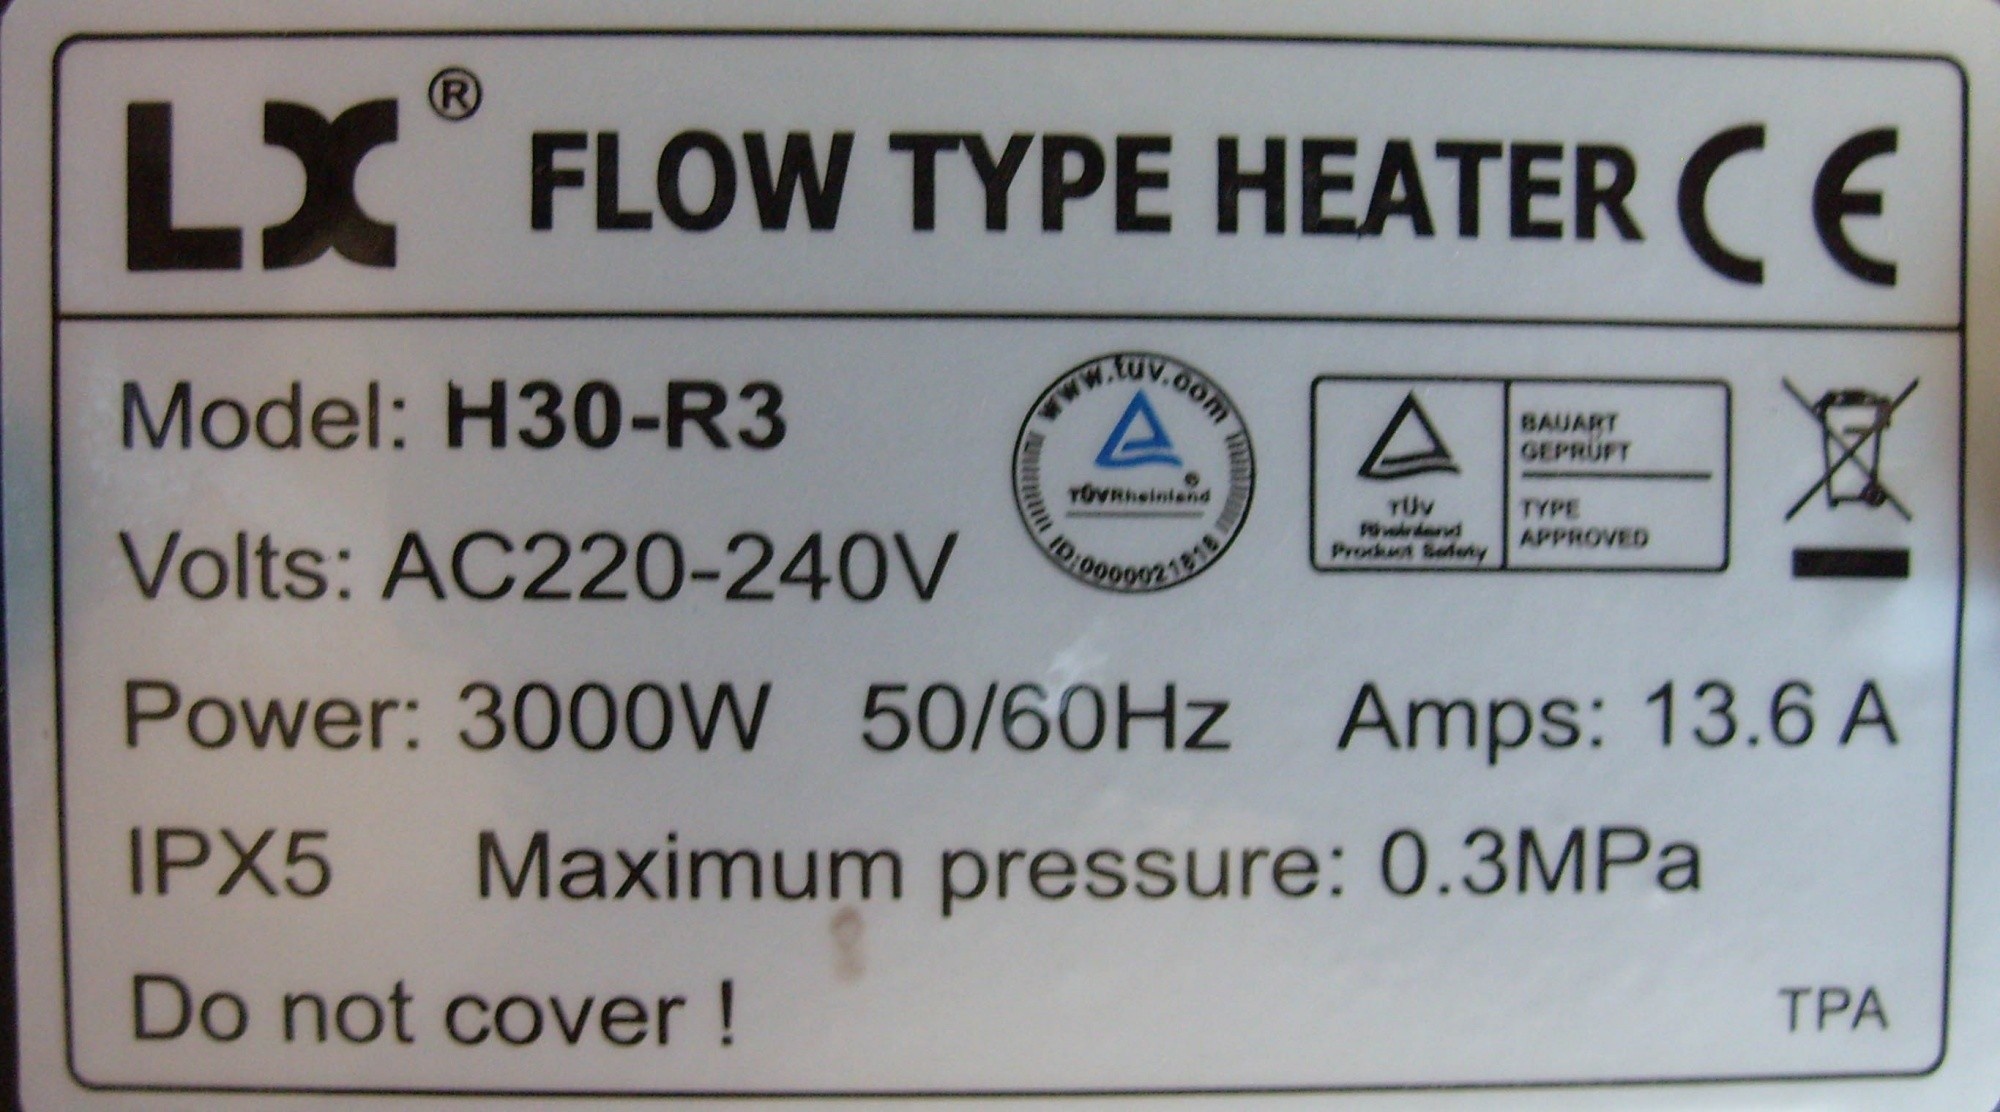 LX® FLOW TYPE HEATER CE
Model: H30-R3
www.tuv.com
TÜVRheinland®
ID:0000021818
TÜV
Rheinland
Product Safety
BAUART
GEPRÜFT
TYPE
APPROVED
Volts: AC220-240V
Power: 3000W 50/60Hz Amps: 13.6 A
IPX5 Maximum pressure: 0.3MPa
Do not cover !
TPA